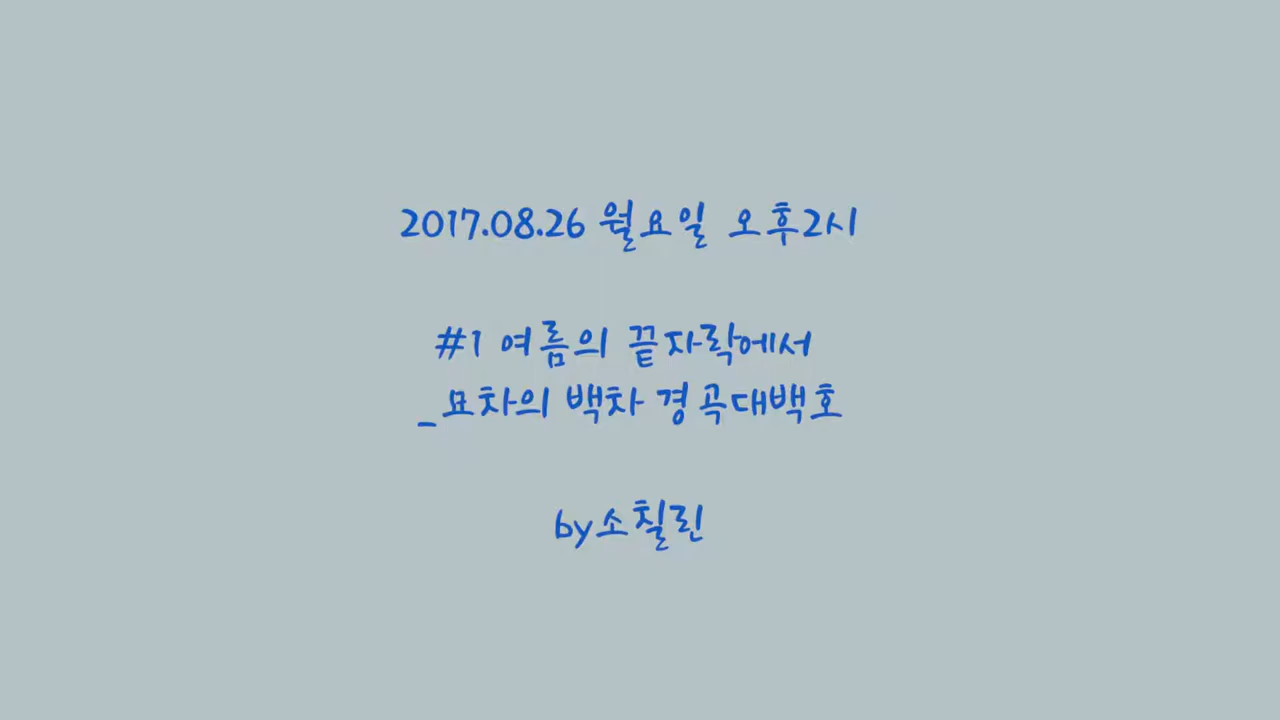 2017.08.26 월요일 오후2시
#1 여름의 끝자락에서
_묘차의 백차 경곡대백호
by소칠린